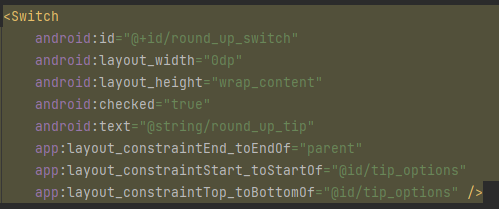 <Switch
android:id="@+id/round_up_switch"
android:layout_width="0dp"
android:layout_height="wrap_content"
android:checked="true"
android:text="@string/round_up_tip"
app:layout_constraintEnd_toEndOf="parent"
app:layout_constraintStart_toStartOf="@id/tip_options"
app:layout_constraintTop_toBottomOf="@id/tip_options" />